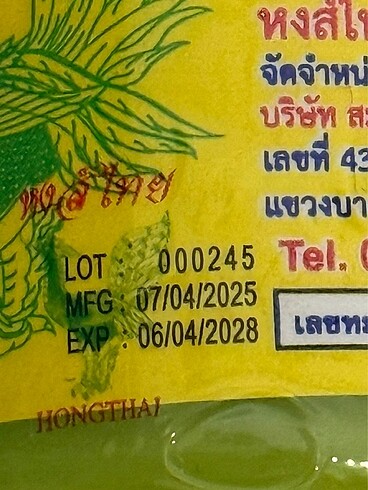 หงส์ไ
จัดจำหน่
บริษัท ส
เลขที่ 43
แขวงบา
หงส์ไทย
Tel.
LOT : 000245
MFG : 07/04/2025
EXP : 06/04/2028
เลขท
HONGTHAI